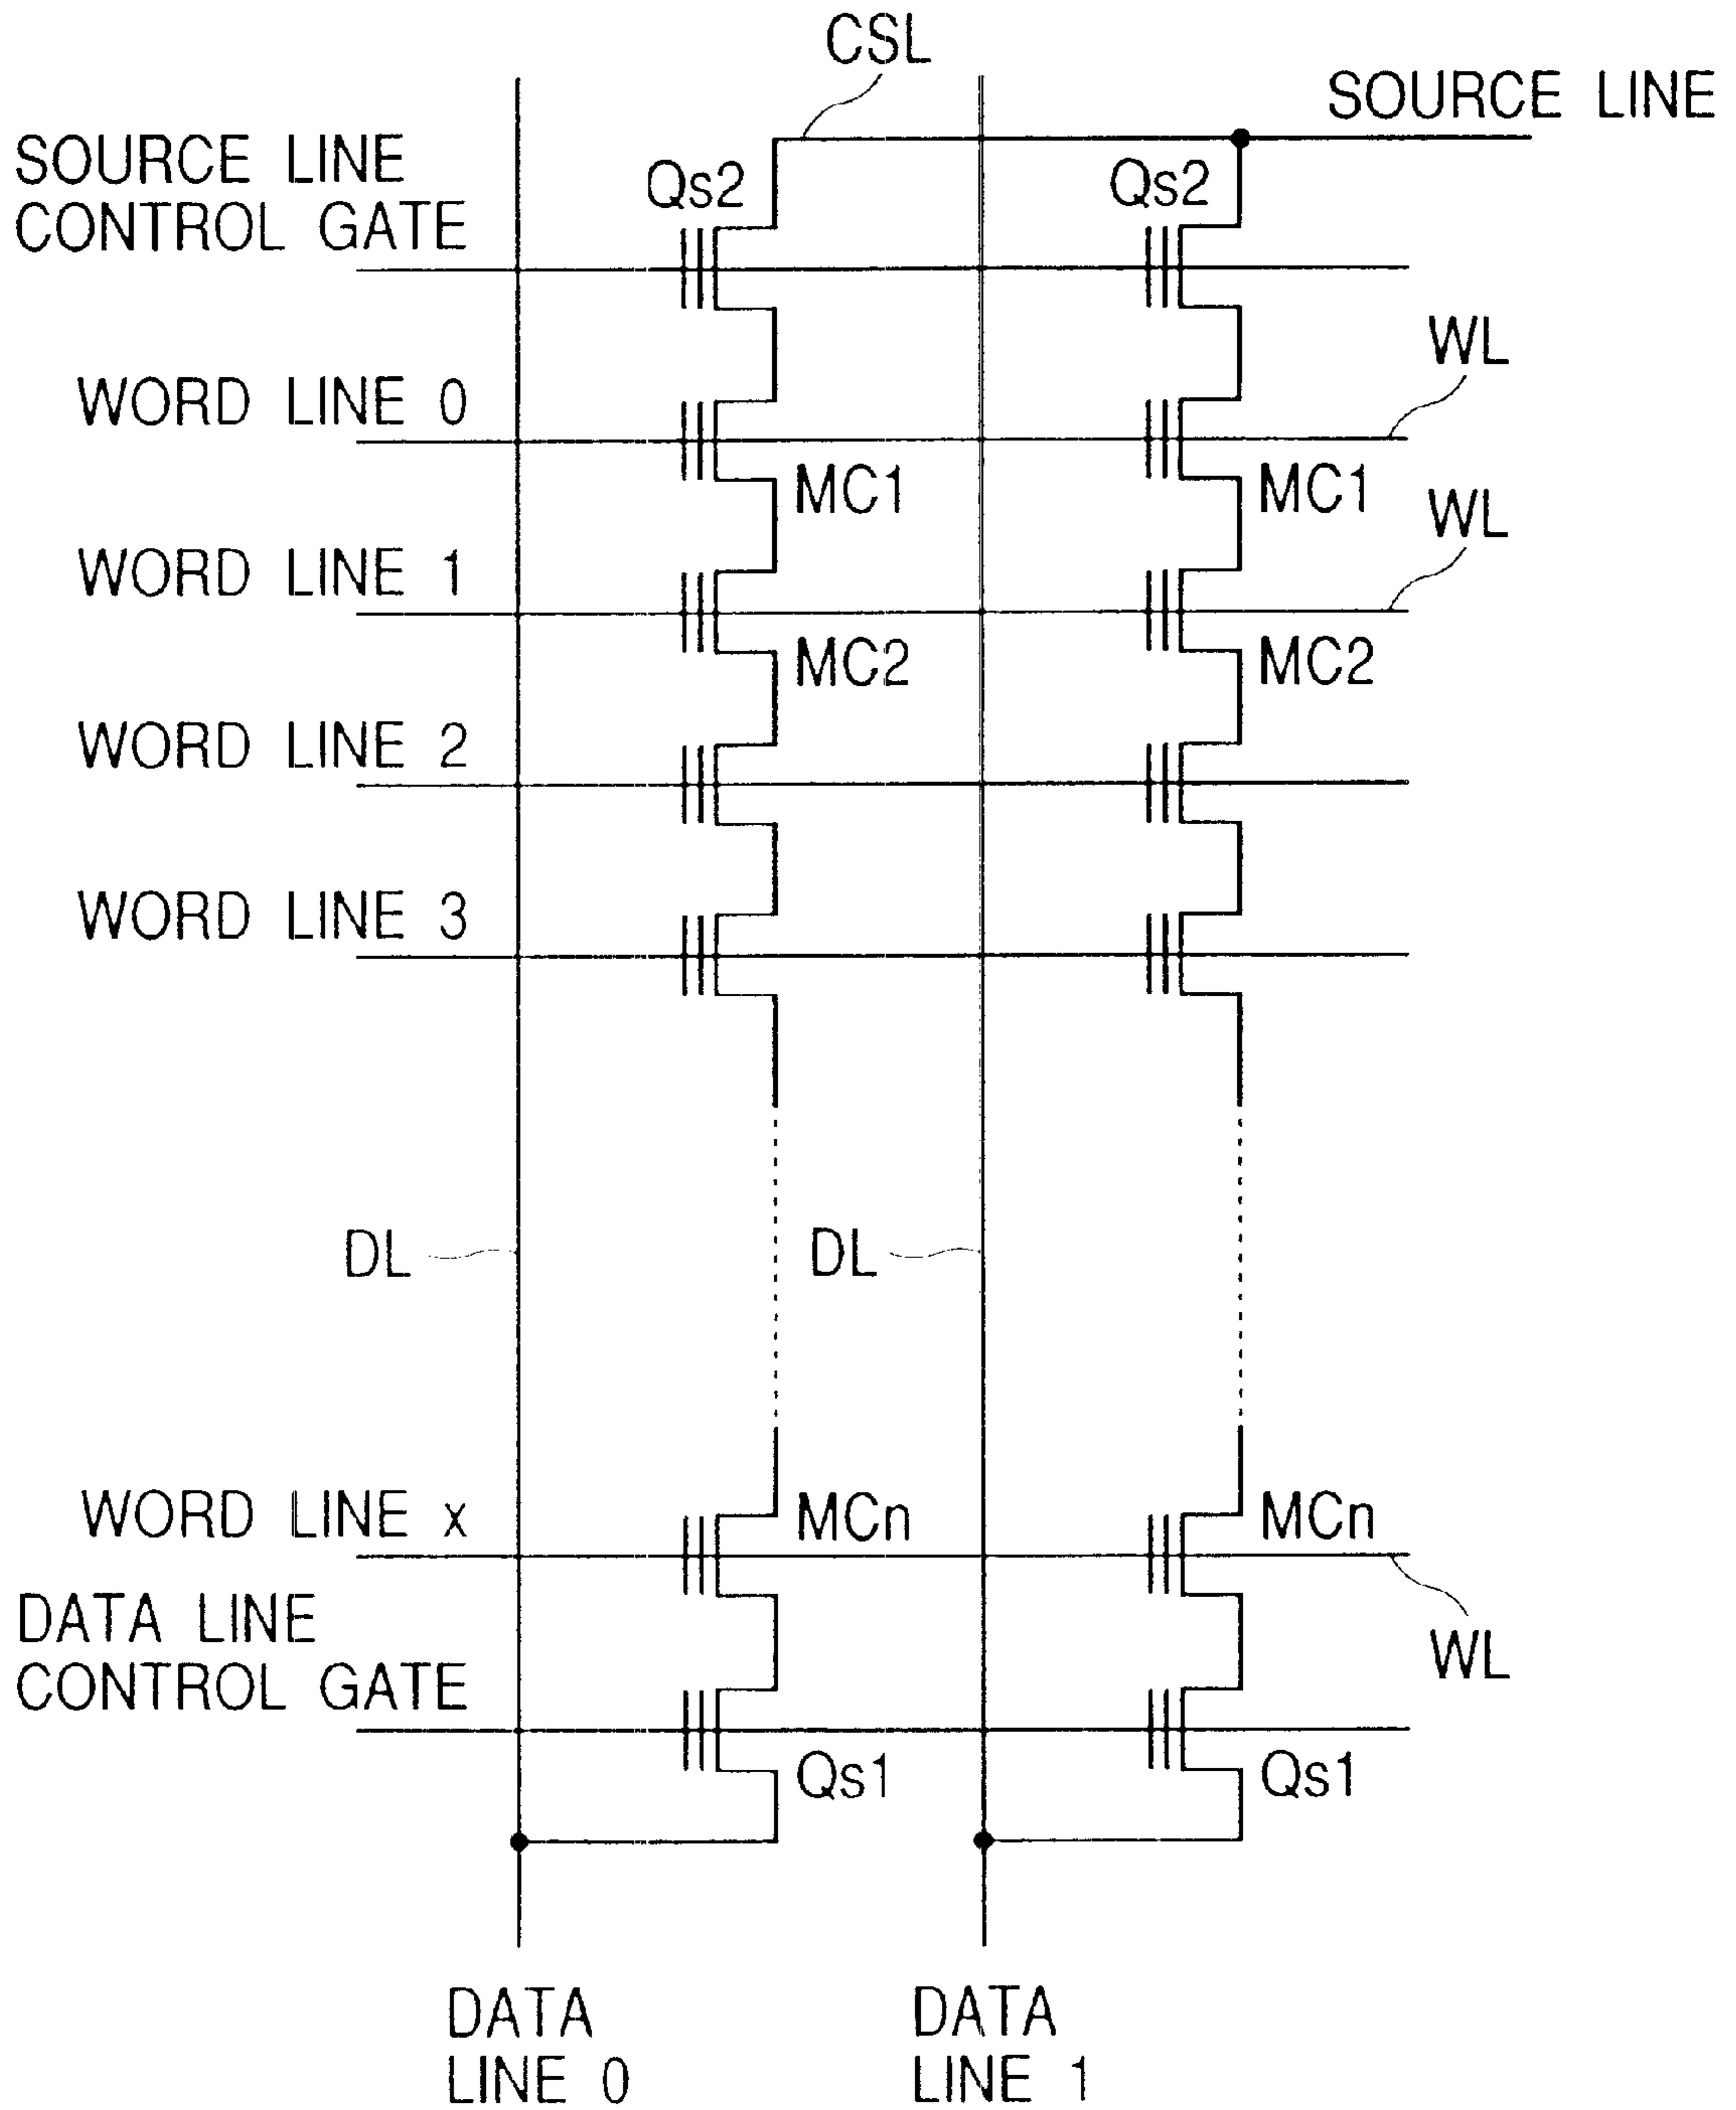 CSL
SOURCE LINE
SOURCE LINE
CONTROL GATE
Qs2
Qs2
WL
WORD LINE 0
MC1
MC1
WL
WORD LINE 1
MC2
MC2
WORD LINE 2
WORD LINE 3
DL
DL
WORD LINE x
MCn
MCn
DATA LINE
CONTROL GATE
WL
Qs1
Qs1
DATA
LINE 0
DATA
LINE 1